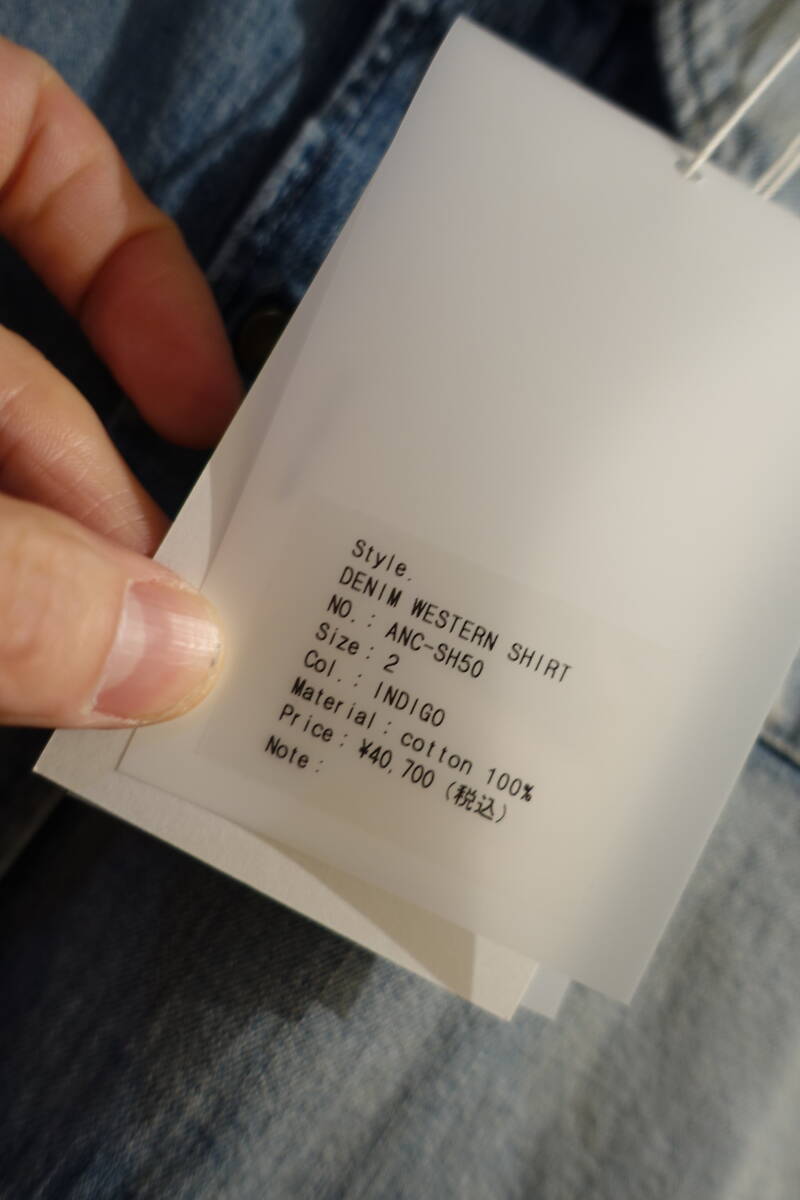 Style.
DENIM WESTERN SHIRT
NO.: ANC-SH50
Size: 2
Col.: INDIGO
Material: cotton 100%
Price: ¥40,700 (税込)
Note: